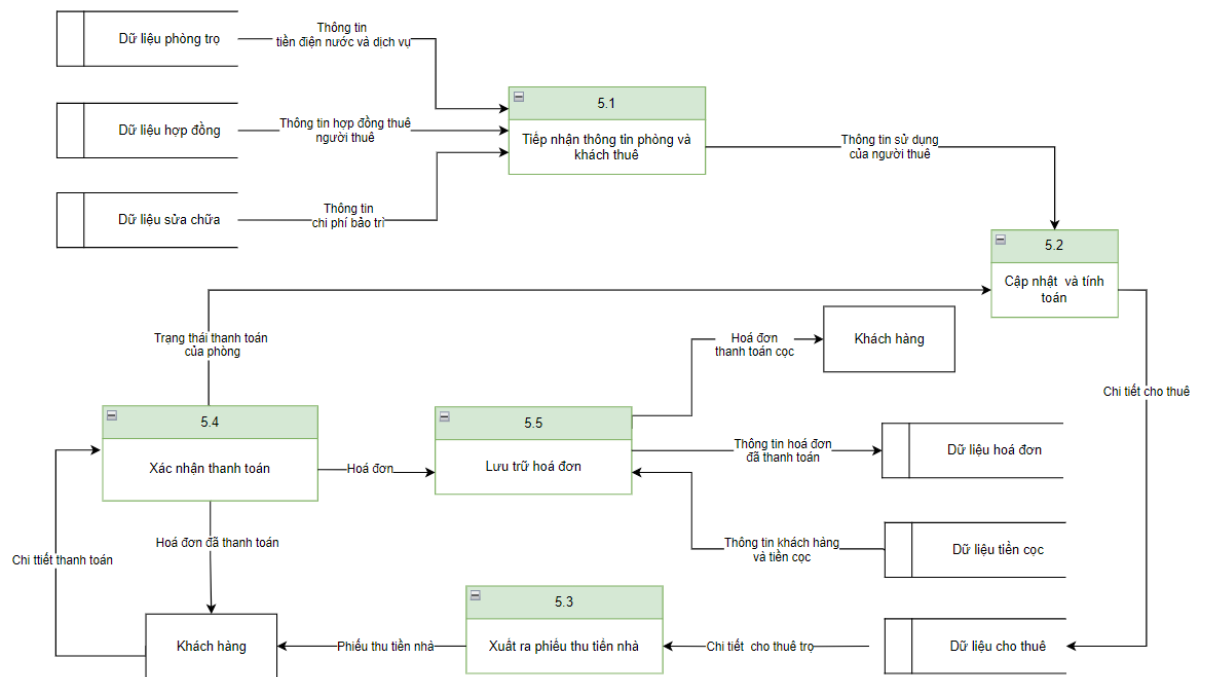 Thông tin
tiền điện nước và dịch vụ
Dữ liệu phòng trọ
5.1
Tiếp nhận thông tin phòng và
khách thuê
Dữ liệu hợp đồng
Thông tin hợp đồng thuê
người thuê
Thông tin sử dụng
của người thuê
Dữ liệu sửa chữa
Thông tin
chi phí bảo trì
5.2
Cập nhật và tính
toán
Trạng thái thanh toán
của phòng
Hoá đơn
thanh toán cọc
Khách hàng
Chi tiết cho thuê
5.4
Xác nhận thanh toán
Hoá đơn
5.5
Lưu trữ hoá đơn
Thông tin hoá đơn
đã thanh toán
Dữ liệu hoá đơn
Chi ttiết thanh toán
Hoá đơn đã thanh toán
Thông tin khách hàng
và tiền cọc
Dữ liệu tiền cọc
5.3
Khách hàng
Phiếu thu tiền nhà
Xuất ra phiếu thu tiền nhà
Chi tiết cho thuê trọ
Dữ liệu cho thuê